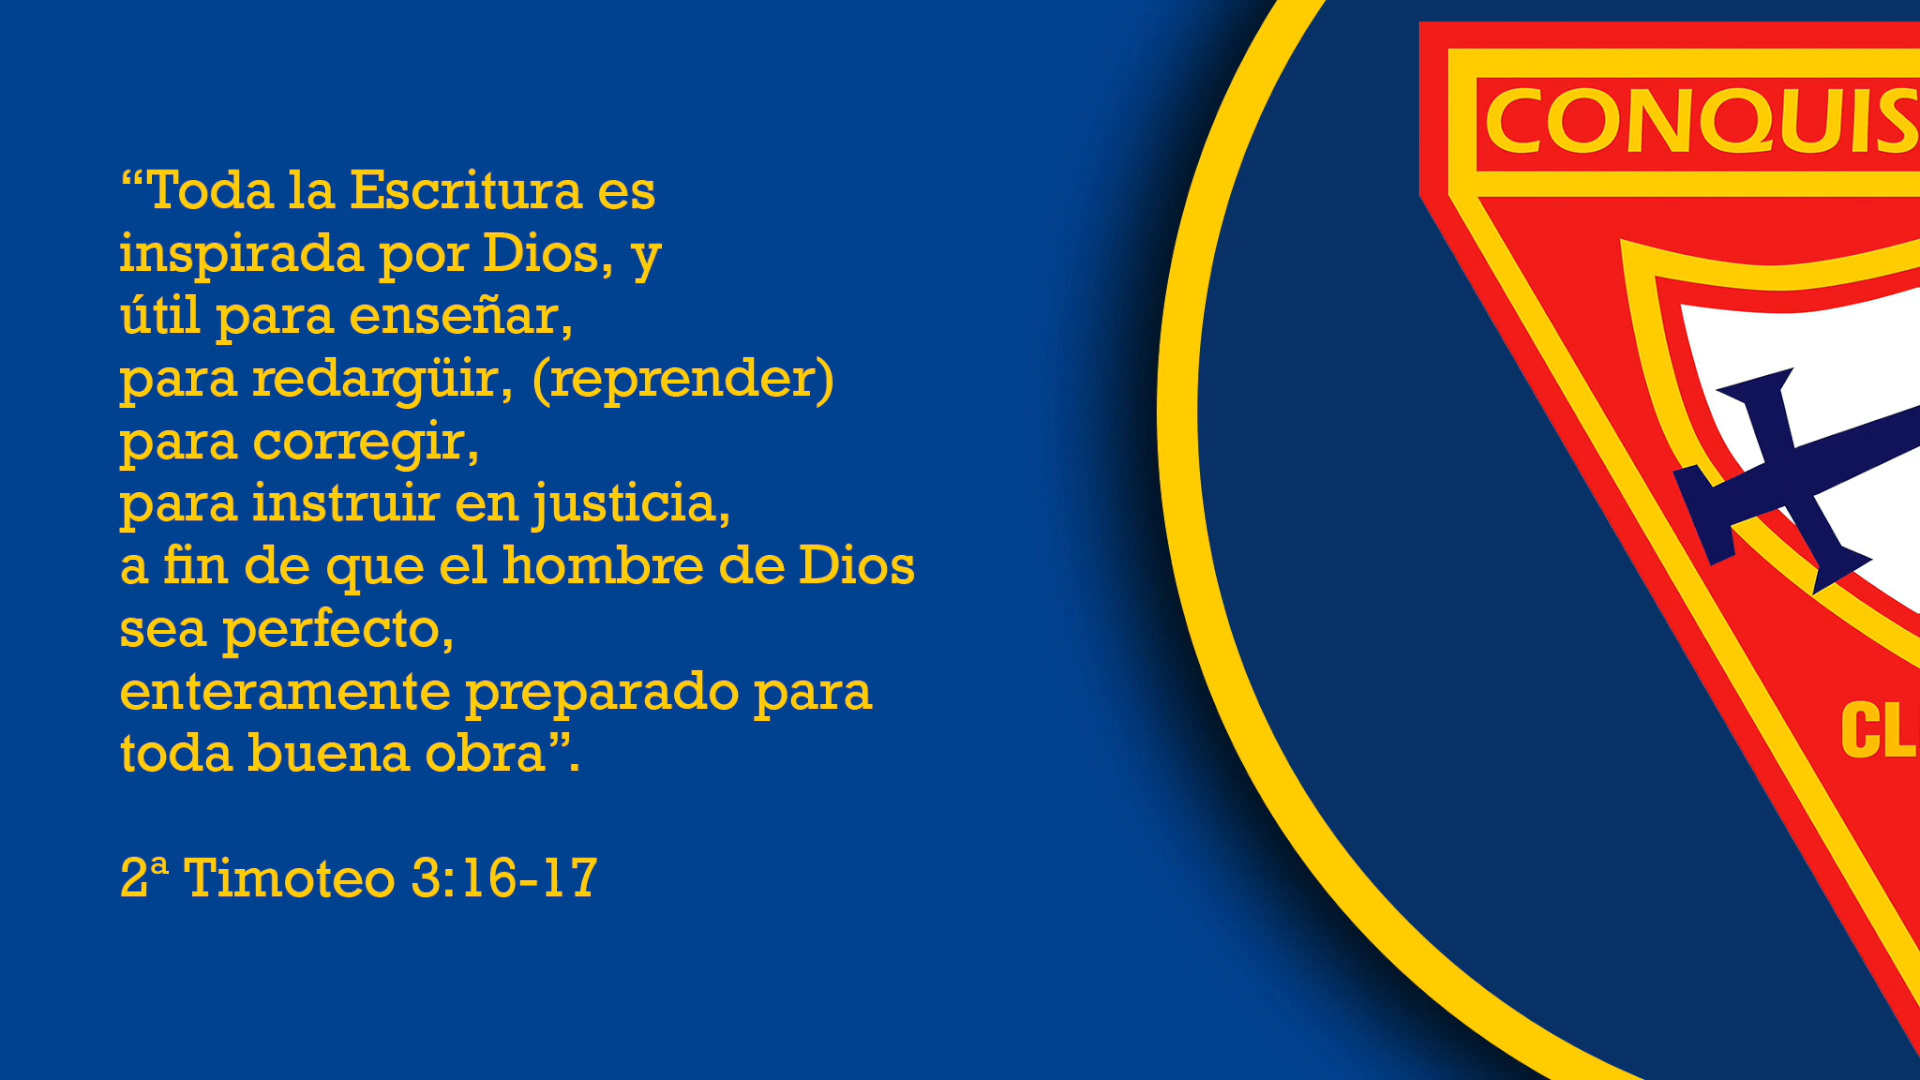 “Toda la Escritura es
inspirada por Dios, y
útil para enseñar,
para redargüir, (reprender)
para corregir,
para instruir en justicia,
a fin de que el hombre de Dios
sea perfecto,
enteramente preparado para
toda buena obra”.
2ª Timoteo 3:16-17
CONQUIS
CL